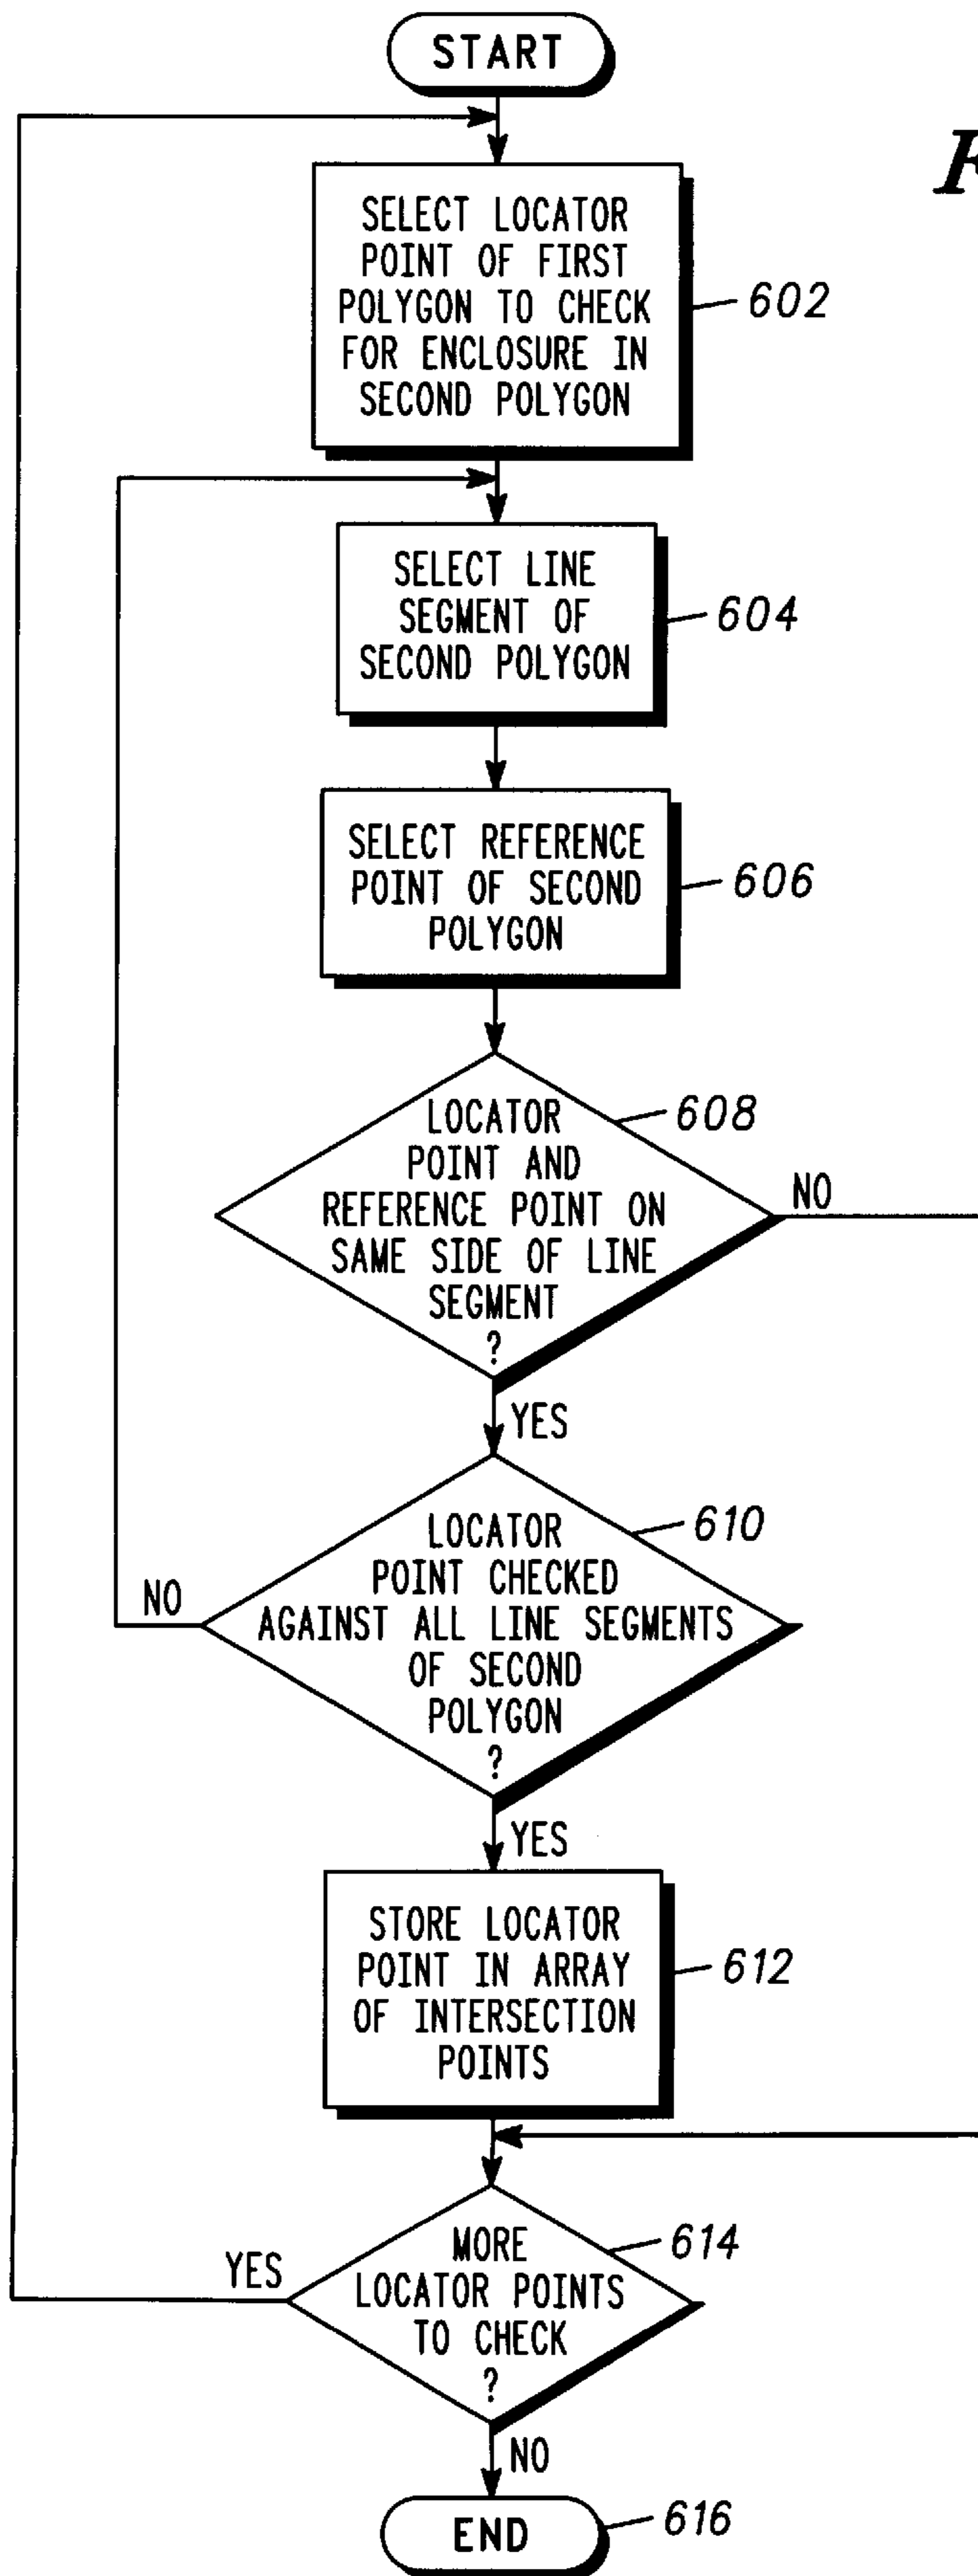 START
F
SELECT LOCATOR
POINT OF FIRST
POLYGON TO CHECK
FOR ENCLOSURE IN
SECOND POLYGON
602
SELECT LINE
SEGMENT OF
SECOND POLYGON
604
SELECT REFERENCE
POINT OF SECOND
POLYGON
606
LOCATOR
POINT AND
REFERENCE POINT ON
SAME SIDE OF LINE
SEGMENT
?
608
NO
YES
LOCATOR
POINT CHECKED
AGAINST ALL LINE SEGMENTS
OF SECOND
POLYGON
?
610
NO
YES
STORE LOCATOR
POINT IN ARRAY
OF INTERSECTION
POINTS
612
MORE
LOCATOR POINTS
TO CHECK
?
614
YES
NO
END
616